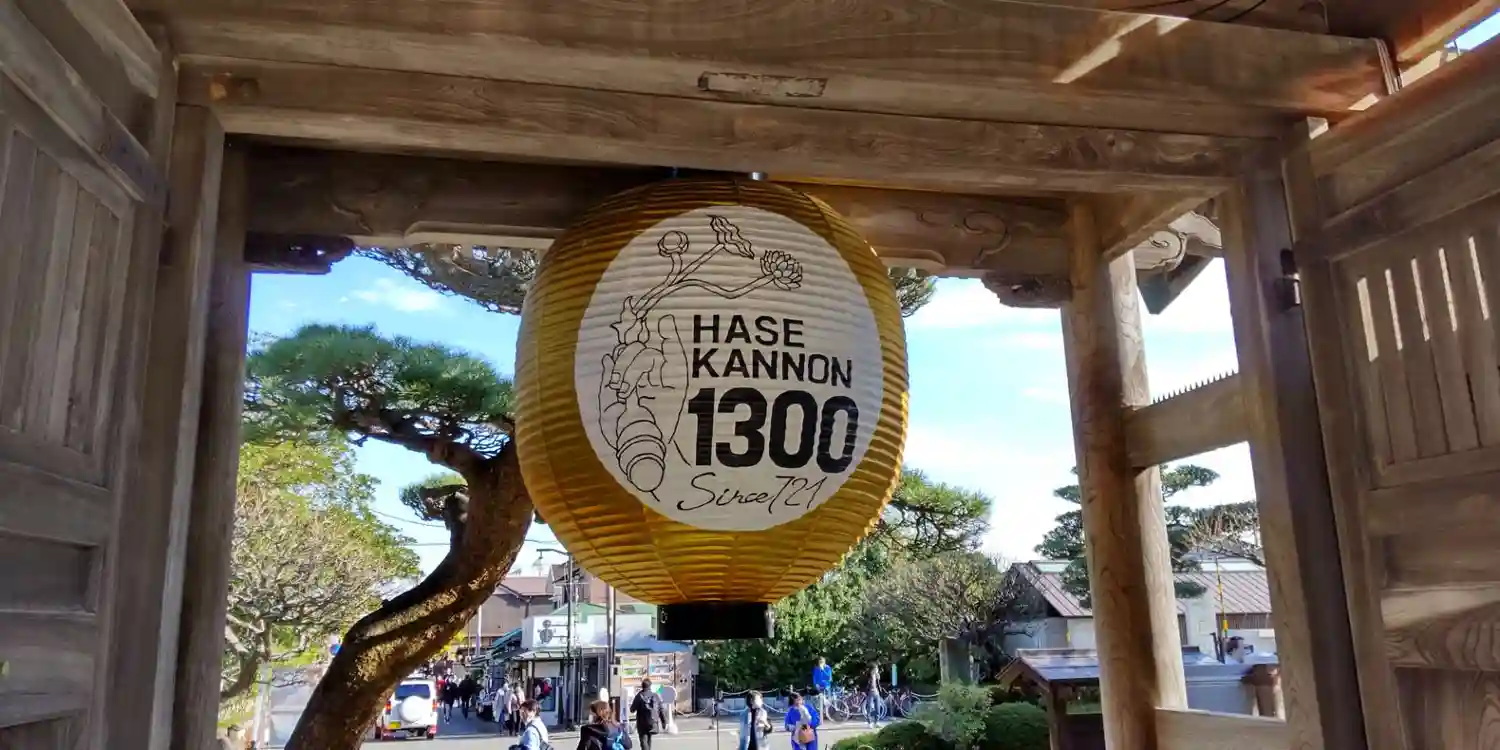 HASE
KANNON
1300
Since 721